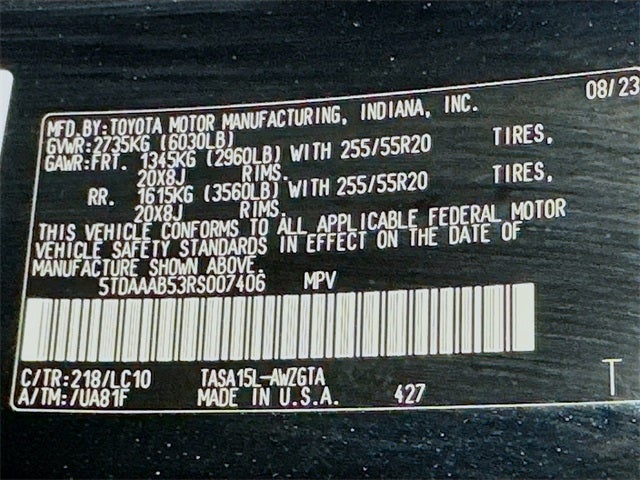 08/23
MFD.BY:TOYOTA MOTOR MANUFACTURING, INDIANA, INC.
GVWR:2735KG (6030LB)
GAWR:FRT. 1345KG (2960LB) WITH 255/55R20 TIRES,
20X8J RIMS.
RR. 1615KG (3560LB) WITH 255/55R20 TIRES,
20X8J RIMS.
THIS VEHICLE CONFORMS TO ALL APPLICABLE FEDERAL MOTOR
VEHICLE SAFETY STANDARDS IN EFFECT ON THE DATE OF
MANUFACTURE SHOWN ABOVE.
5TDAAAB53RS007406 MPV
C/TR:218/LC10 TASA15L-AWZGTA
A/TM:/UA81F MADE IN U.S.A. 427 T